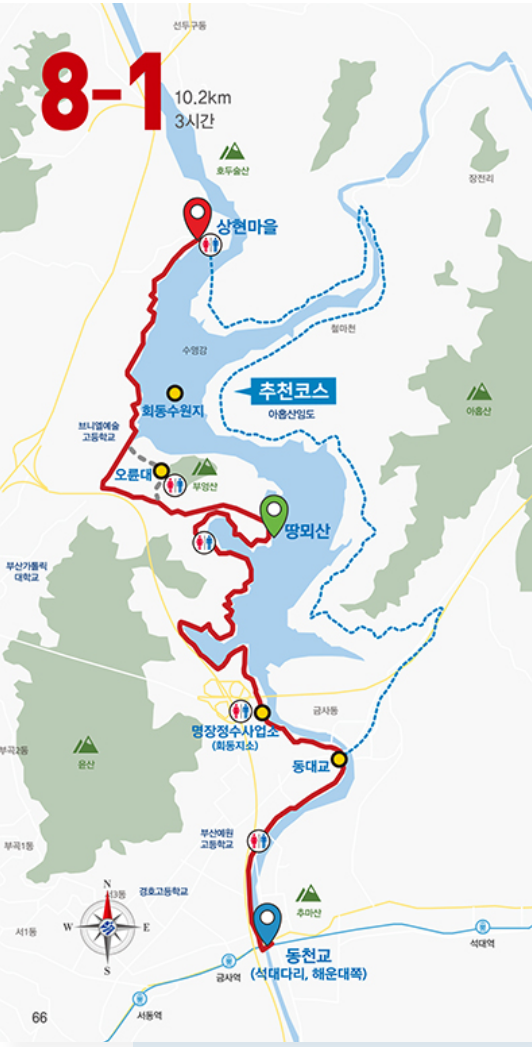 선두구동
8-1
10.2km
3시간
호두술산
장전리
상현마을
철마천
수영강
추천코스
아홉산임도
아홉산
회동수원지
브니엘예술
고등학교
오륜대
부엉산
땅뫼산
부산가톨릭
대학교
금사동
명장정수사업소
(회동지소)
동대교
부곡2동
윤산
부산예원
고등학교
부곡1동
N
W
E
S
서3동
경호고등학교
추마산
서1동
동천교
(석대다리, 해운대쪽)
석대역
금사역
서동역
66